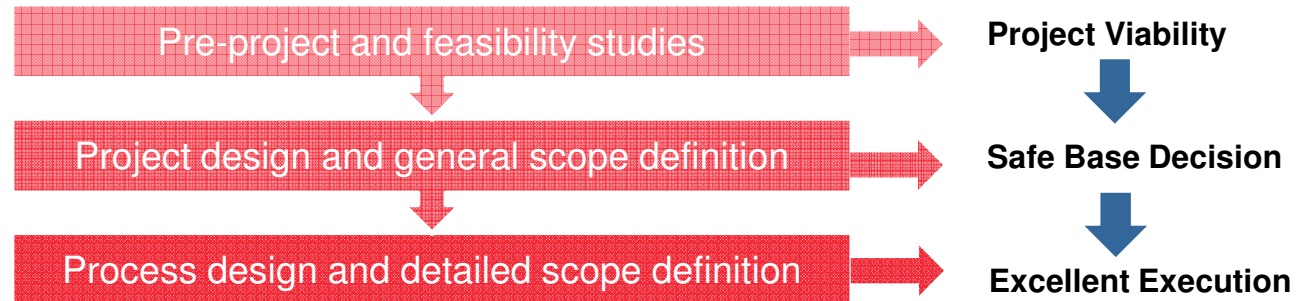 Pre-project and feasibility studies
Project Viability
Project design and general scope definition
Safe Base Decision
Process design and detailed scope definition
Excellent Execution